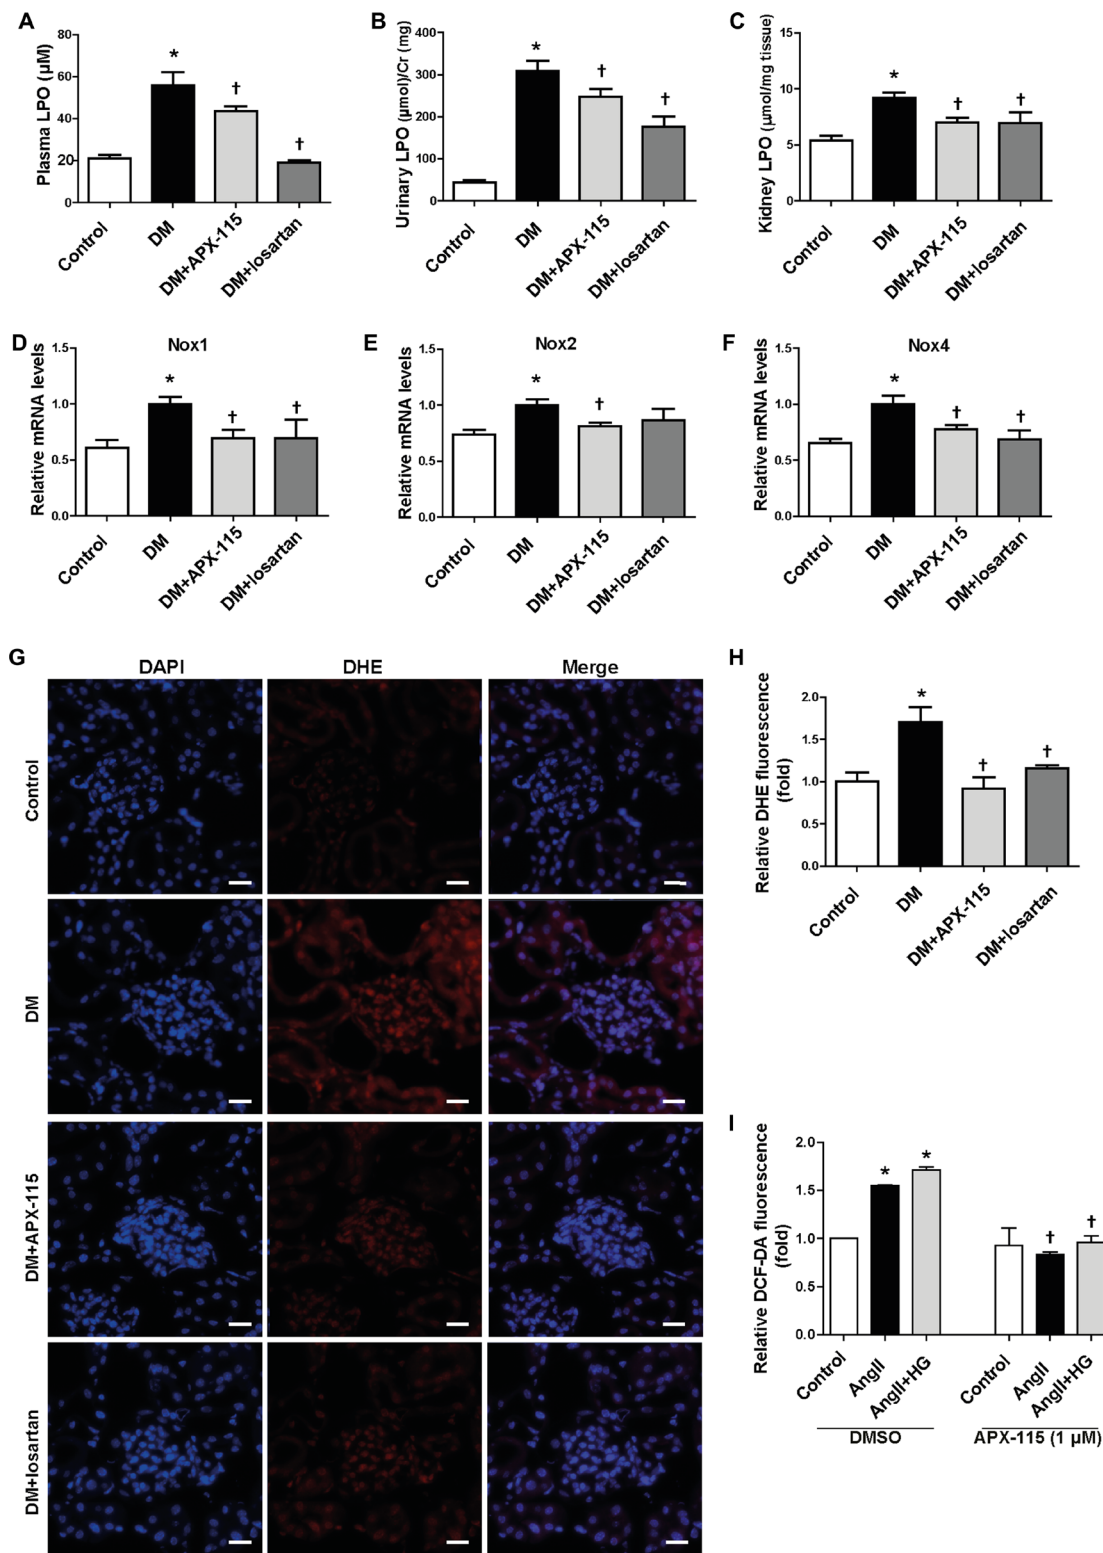 A
Plasma LPO (µM)
80
60
40
20
0
*
†
†
Control
DM
DM+APX-115
DM+losartan
B
Urinary LPO (µmol)/Cr (mg)
400
300
200
100
0
*
†
†
Control
DM
DM+APX-115
DM+losartan
C
Kidney LPO (µmol/mg tissue)
15
10
5
0
*
†
†
Control
DM
DM+APX-115
DM+losartan
D
Nox1
Relative mRNA levels
1.5
1.0
0.5
0.0
*
†
†
Control
DM
DM+APX-115
DM+losartan
E
Nox2
Relative mRNA levels
1.5
1.0
0.5
0.0
*
†
Control
DM
DM+APX-115
DM+losartan
F
Nox4
Relative mRNA levels
1.5
1.0
0.5
0.0
*
†
†
Control
DM
DM+APX-115
DM+losartan
G
DAPI
DHE
Merge
Control
DM
DM+APX-115
DM+losartan
H
Relative DHE fluorescence
(fold)
2.0
1.5
1.0
0.5
0.0
*
†
†
Control
DM
DM+APX-115
DM+losartan
I
Relative DCF-DA fluorescence
(fold)
2.0
1.5
1.0
0.5
0.0
*
*
†
†
Control
AngII
AngII+HG
Control
AngII
AngII+HG
DMSO
APX-115 (1 µM)